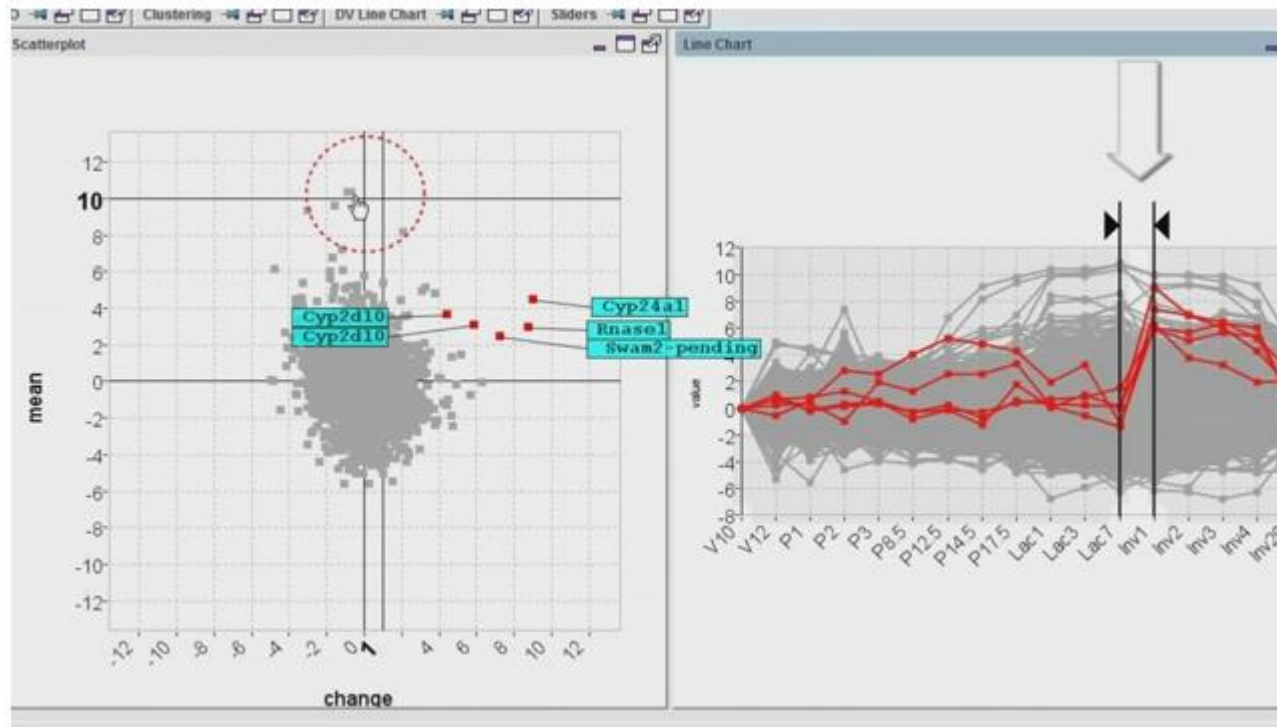 Clustering DV Line Chart Sliders
Scatterplot
Line Chart
12
10
8
6
4
2
0
-2
-4
-6
-8
-10
-12
mean
-12 -10 -8 -6 -4 -2 0 1 4 6 8 10 12
change
Cyp2d10
Cyp2d10
Cyp24a1
Rnase1
Swam2-pending
12
10
8
6
4
2
0
-2
-4
-6
-8
value
V10 V12 P1 P2 P3 P8.5 P12.5 P14.5 P17.5 Lac1 Lac3 Lac7 Inv1 Inv2 Inv3 Inv4